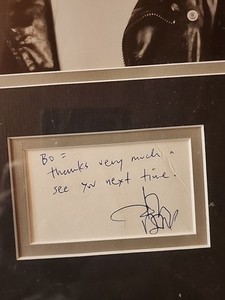 Bo =
thanks very much.
see you next time.